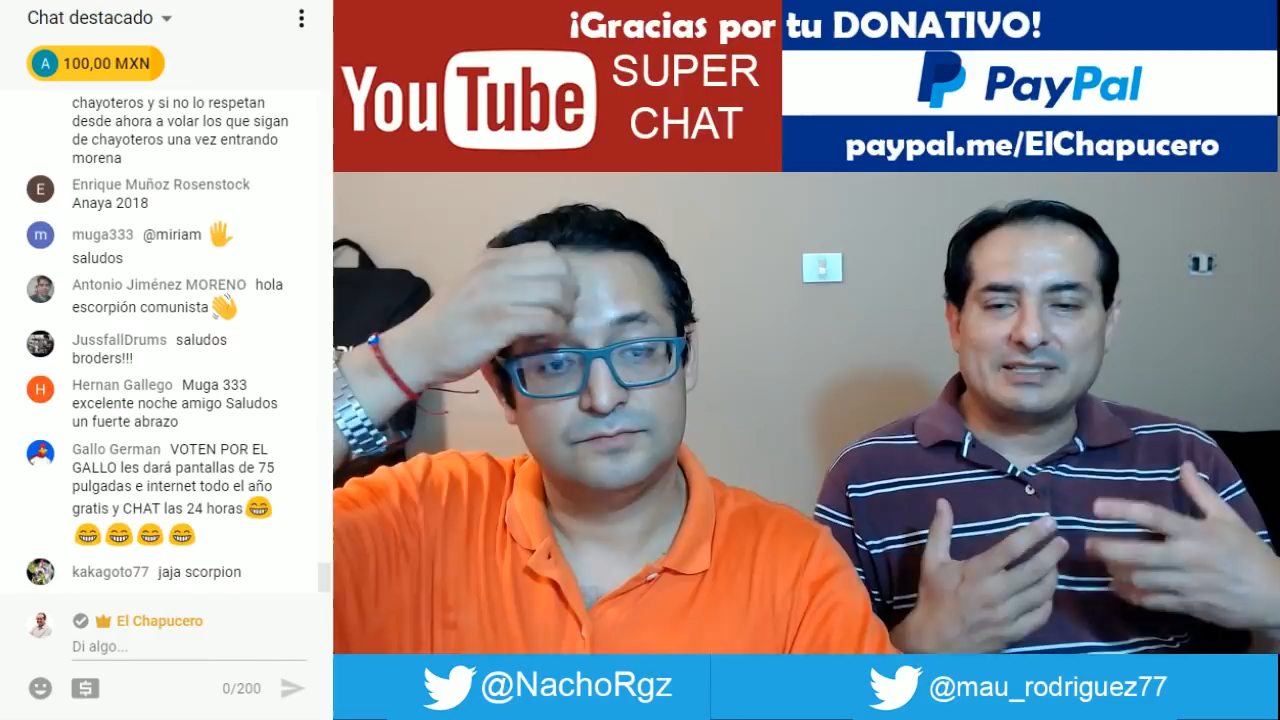 Chat destacado
A 100,00 MXN
chayoteros y si no lo respetan
desde ahora a volar los que sigan
de chayoteros una vez entrando
morena
E Enrique Muñoz Rosenstock
Anaya 2018
m muga333 @miriam
saludos
Antonio Jiménez MORENO hola
escorpión comunista
JussfallDrums saludos
broders!!!
H Hernan Gallego Muga 333
excelente noche amigo Saludos
un fuerte abrazo
Gallo German VOTEN POR EL
GALLO les dará pantallas de 75
pulgadas e internet todo el año
gratis y CHAT las 24 horas
kakagoto77 jaja scorpion
El Chapucero
Di algo...
0/200
¡Gracias por tu DONATIVO!
YouTube
SUPER
CHAT
PayPal
paypal.me/ElChapucero
@NachoRgz
@mau_rodriguez77